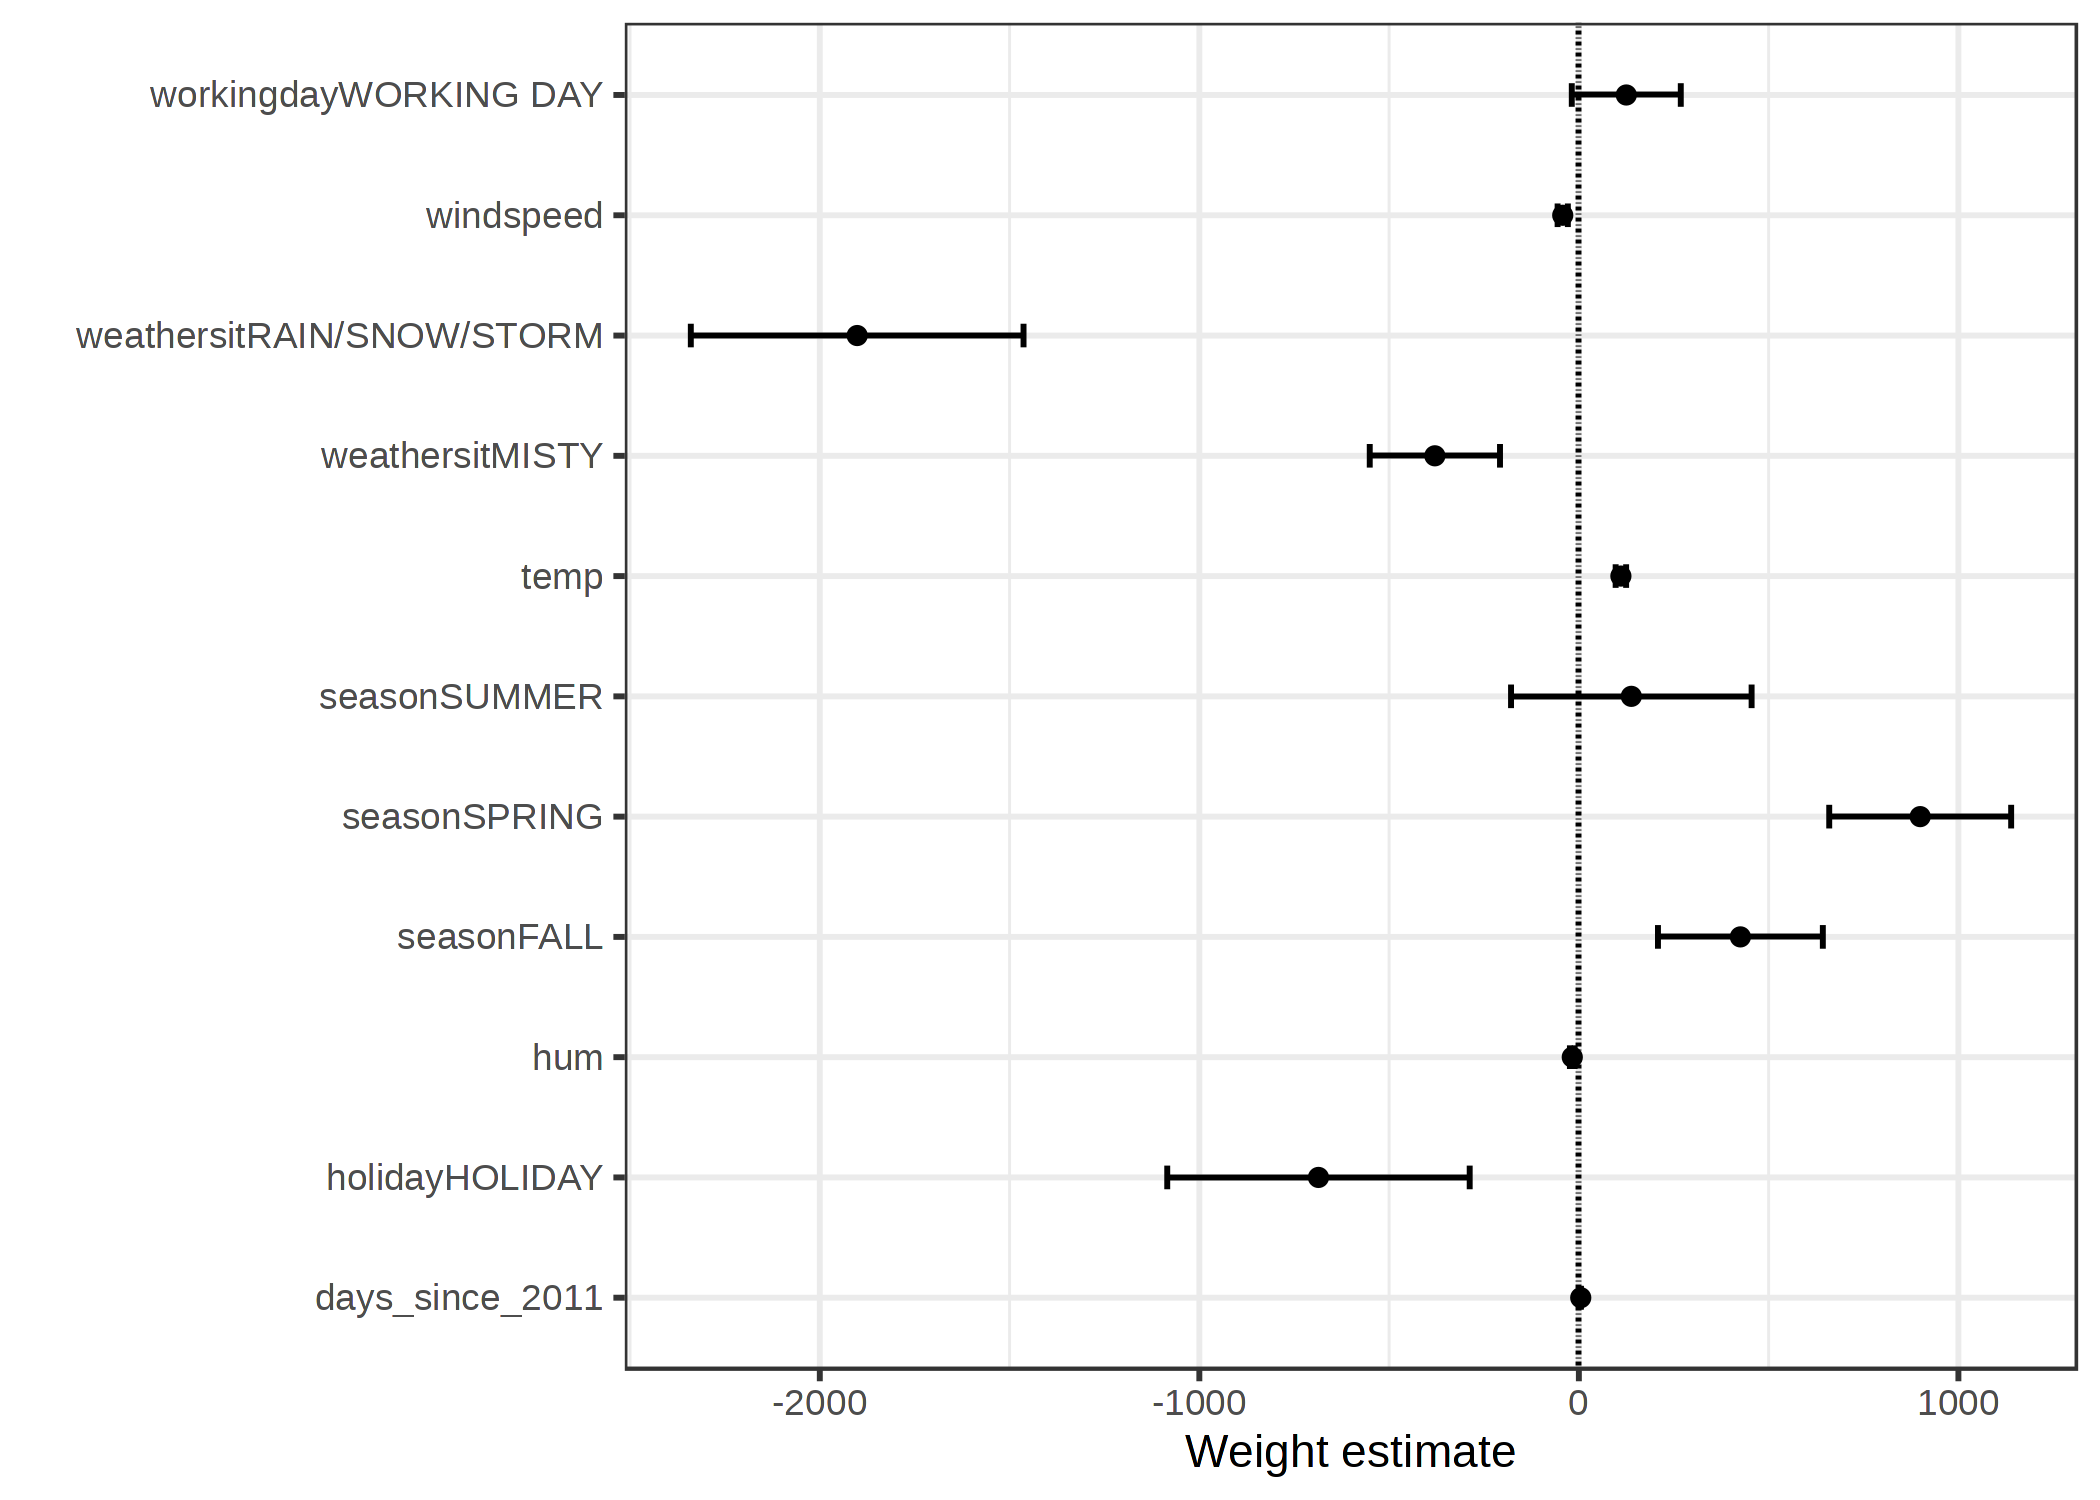 workingdayWORKING DAY
windspeed
weathersitRAIN/SNOW/STORM
weathersitMISTY
temp
seasonSUMMER
seasonSPRING
seasonFALL
hum
holidayHOLIDAY
days_since_2011
-2000 -1000 0 1000
Weight estimate